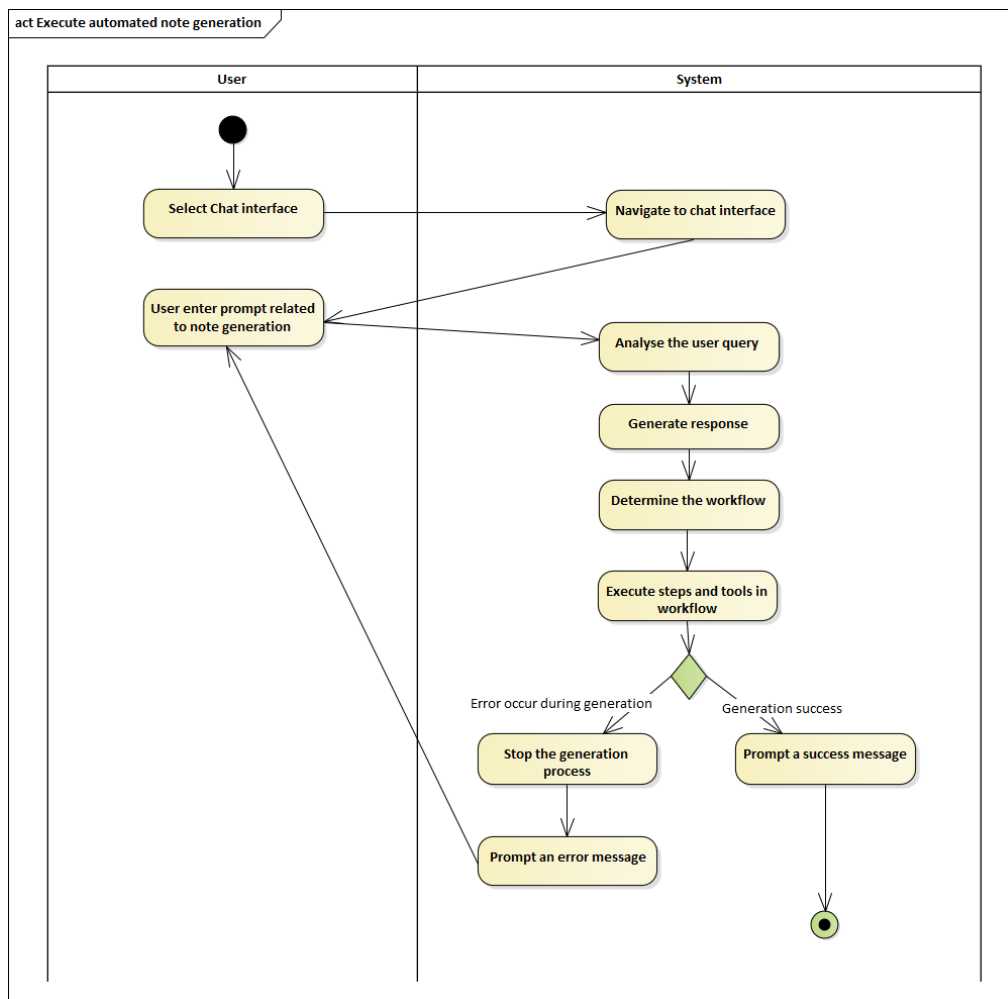 act Execute automated note generation
User
System
Select Chat interface
Navigate to chat interface
User enter prompt related
to note generation
Analyse the user query
Generate response
Determine the workflow
Execute steps and tools in
workflow
Error occur during generation
Generation success
Stop the generation
process
Prompt a success message
Prompt an error message